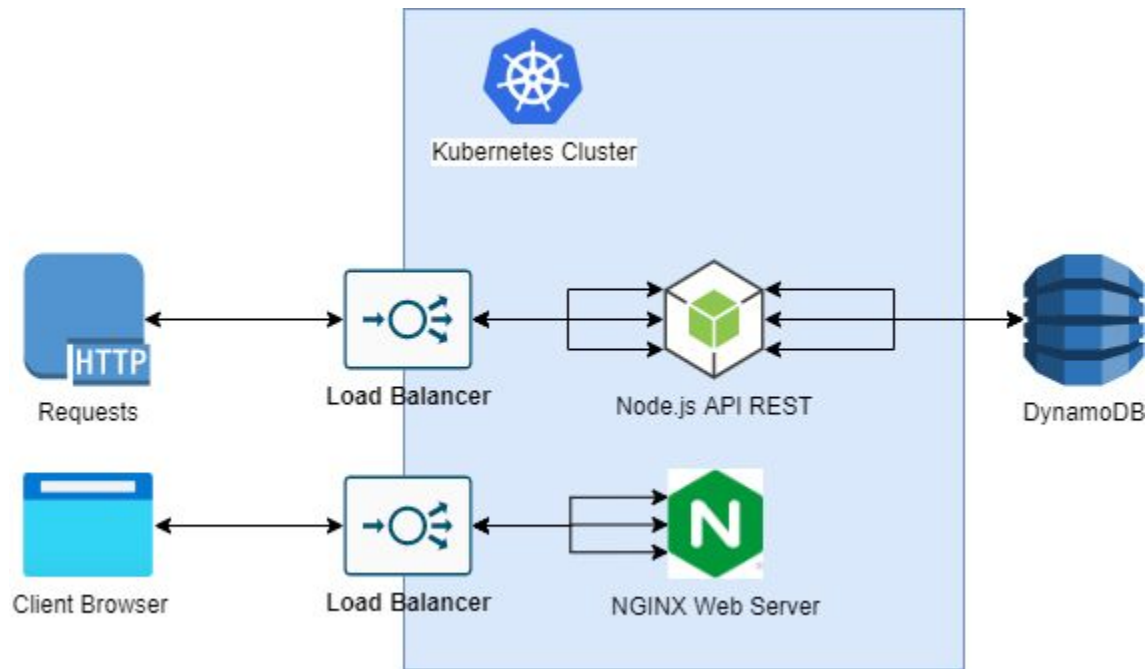 Kubernetes Cluster
HTTP
Requests
Load Balancer
Node.js API REST
DynamoDB
Client Browser
Load Balancer
N
NGINX Web Server